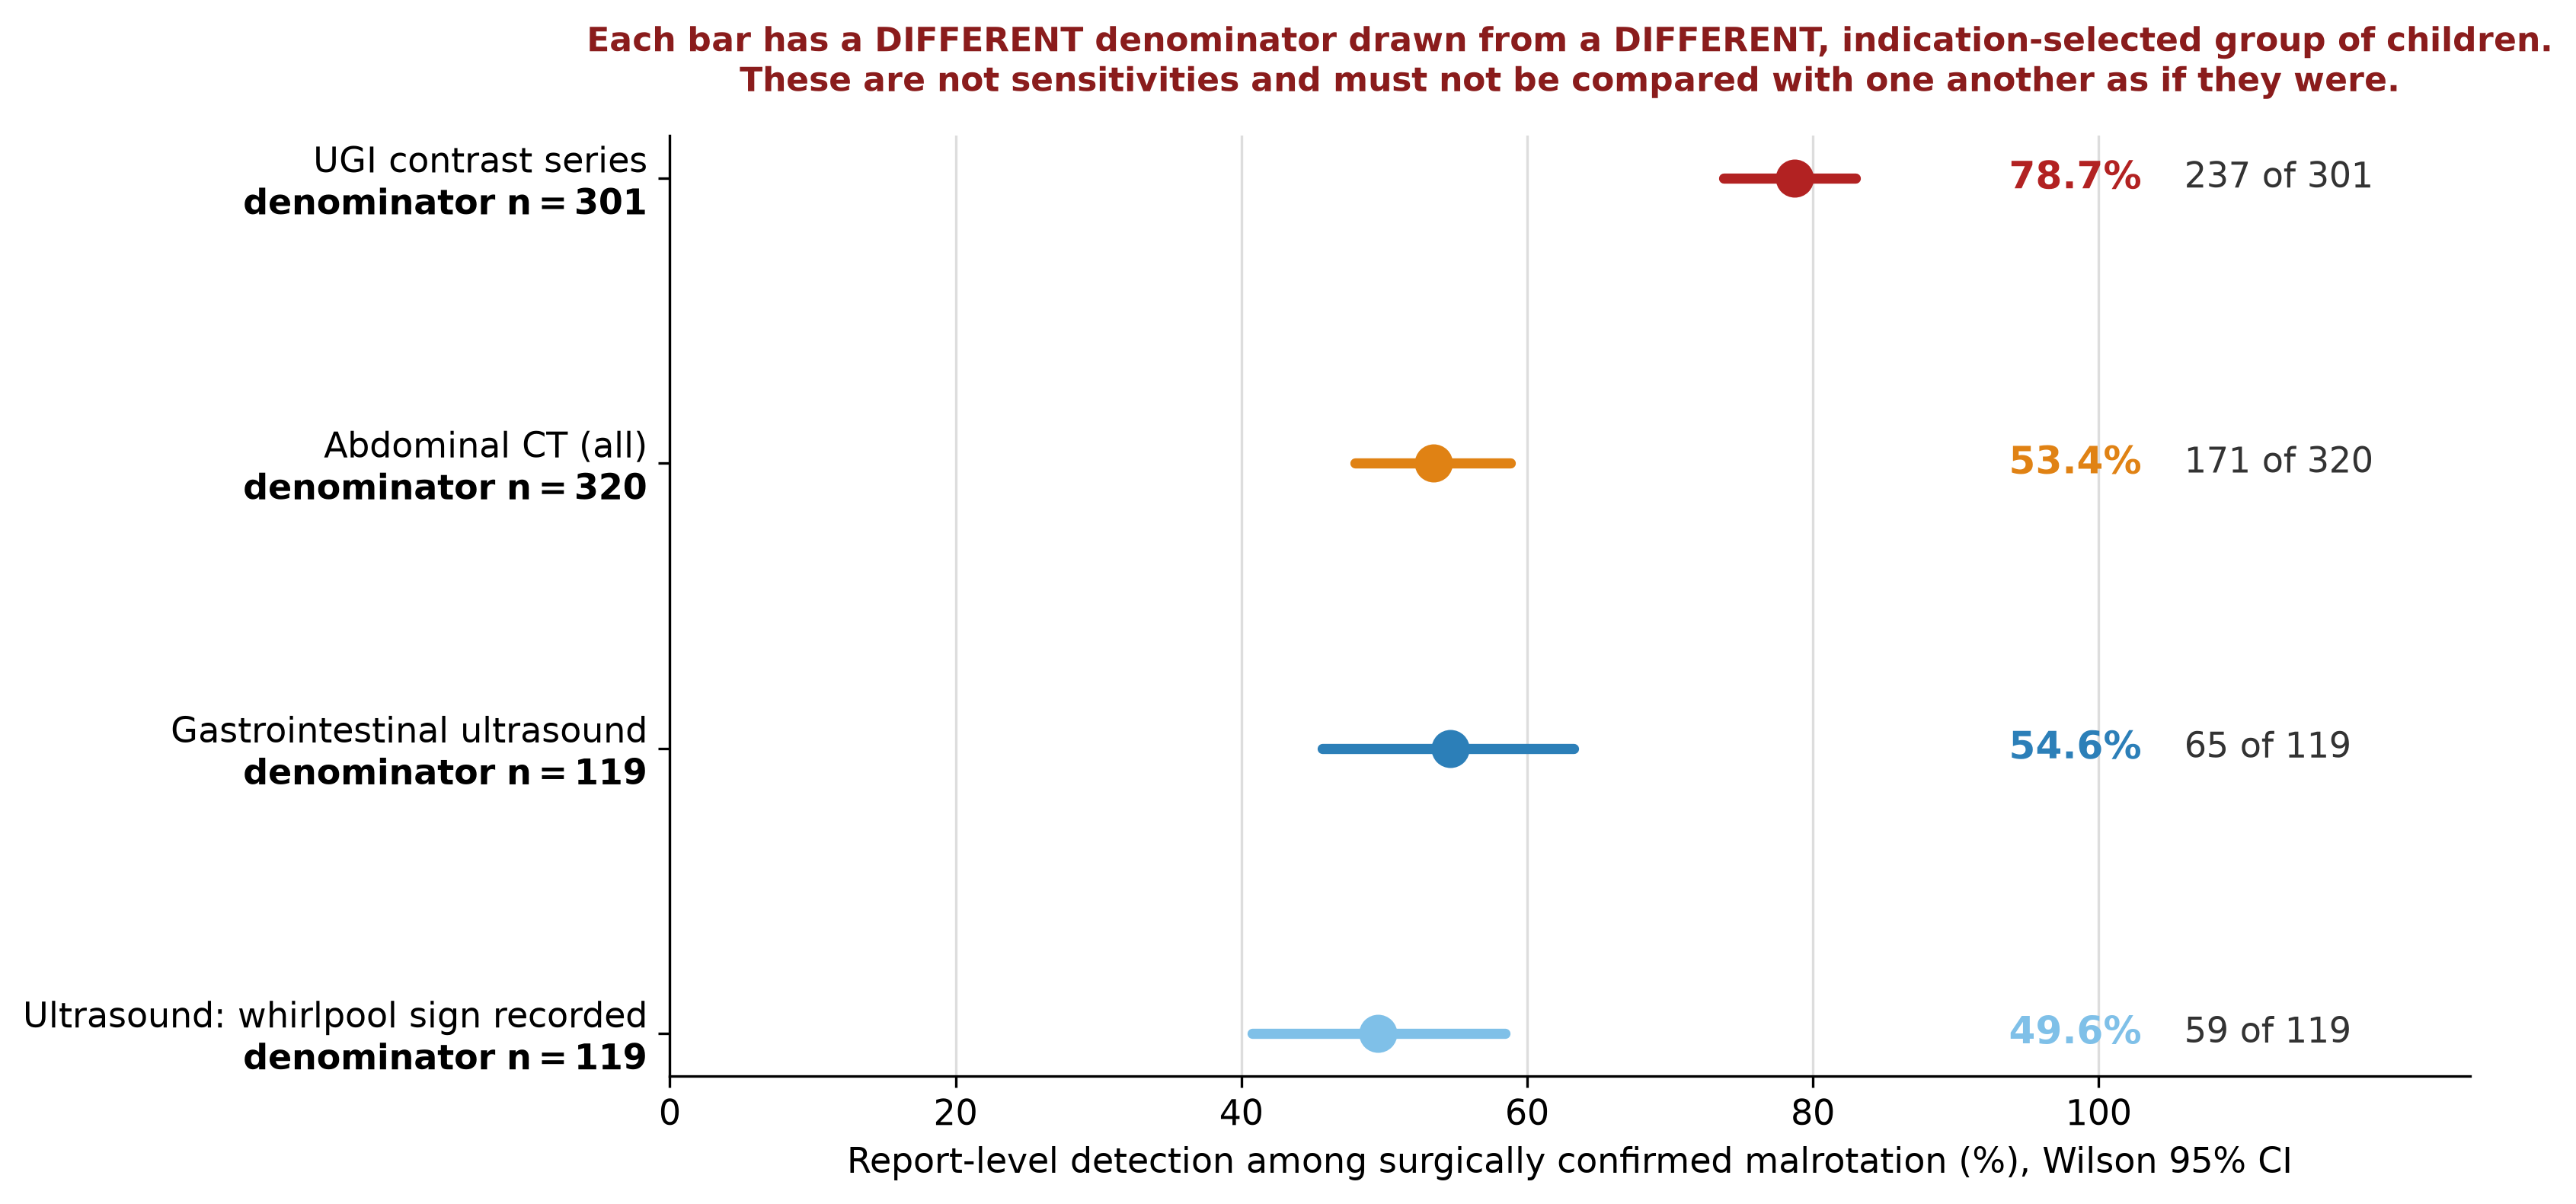 Each bar has a DIFFERENT denominator drawn from a DIFFERENT, indication-selected group of children.
These are not sensitivities and must not be compared with one another as if they were.
UGI contrast series
denominator n = 301
78.7% 237 of 301
Abdominal CT (all)
denominator n = 320
53.4% 171 of 320
Gastrointestinal ultrasound
denominator n = 119
54.6% 65 of 119
Ultrasound: whirlpool sign recorded
denominator n = 119
49.6% 59 of 119
0 20 40 60 80 100
Report-level detection among surgically confirmed malrotation (%), Wilson 95% CI